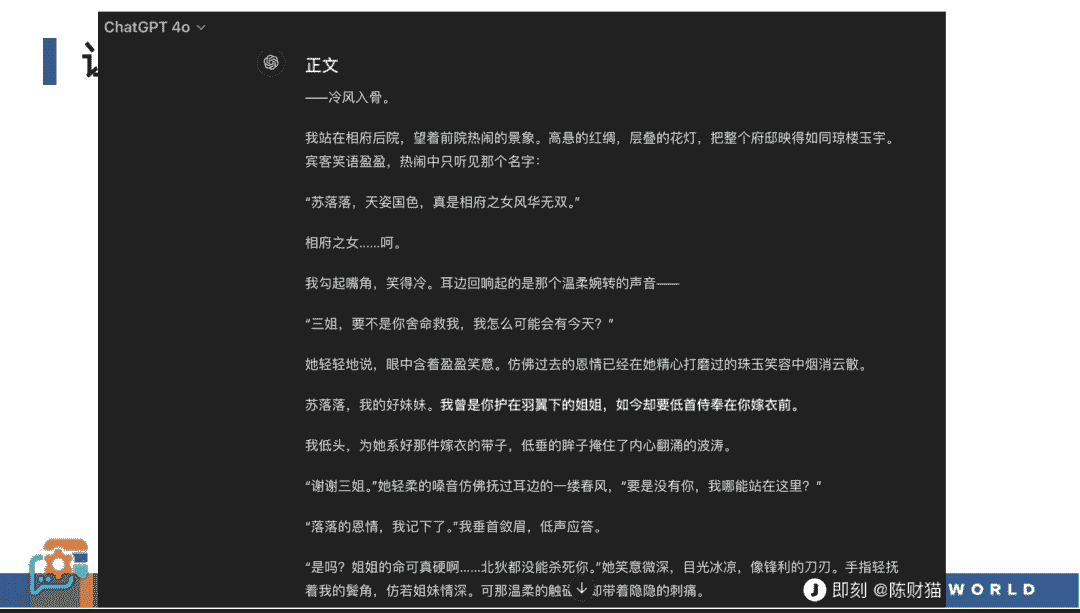 ChatGPT 4o
正文
——冷风入骨。
我站在相府后院，望着前院热闹的景象。高悬的红绸，层叠的花灯，把整个府邸映得如同琼楼玉宇。
宾客笑语盈盈，热闹中只听见那个名字：
“苏落落，天姿国色，真是相府之女风华无双。”
相府之女……呵。
我勾起嘴角，笑得冷。耳边回响起的是那个温柔婉转的声音——
“三姐，要不是你舍命救我，我怎么可能会有今天？”
她轻轻地说，眼中含着盈盈笑意。仿佛过去的恩情已经在她精心打磨过的珠玉笑容中烟消云散。
苏落落，我的好妹妹。我曾是你护在羽翼下的姐姐，如今却要低首侍奉在你嫁衣前。
我低头，为她系好那件嫁衣的带子，低垂的眸子掩住了内心翻涌的波涛。
“谢谢三姐。”她轻柔的嗓音仿佛抚过耳边的一缕春风，“要是没有你，我哪能站在这里？”
“落落的恩情，我记下了。”我垂首敛眉，低声应答。
“是吗？姐姐的命可真硬啊……北狄都没能杀死你。”她笑意微深，目光冰凉，像锋利的刀刃。手指轻抚
着我的鬓角，仿若姐妹情深。可那温柔的触 却带着隐隐的刺痛。
即刻 @陈财猫 WORLD